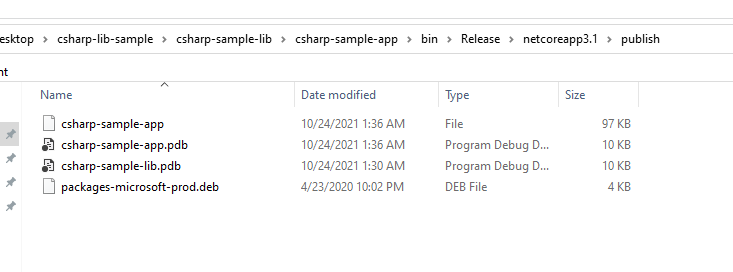 esktop > csharp-lib-sample > csharp-sample-lib > csharp-sample-app > bin > Release > netcoreapp3.1 > publish
nt
Name Date modified Type Size
csharp-sample-app 10/24/2021 1:36 AM File 97 KB
csharp-sample-app.pdb 10/24/2021 1:36 AM Program Debug D... 10 KB
csharp-sample-lib.pdb 10/24/2021 1:30 AM Program Debug D... 10 KB
packages-microsoft-prod.deb 4/23/2020 10:02 PM DEB File 4 KB